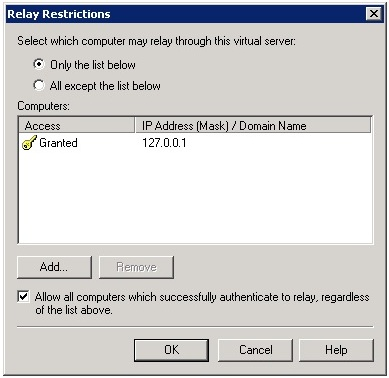 Relay Restrictions
Select which computer may relay through this virtual server:
Only the list below
All except the list below
Computers:
Access IP Address (Mask) / Domain Name
Granted 127.0.0.1
Add... Remove
Allow all computers which successfully authenticate to relay, regardless
of the list above.
OK Cancel Help